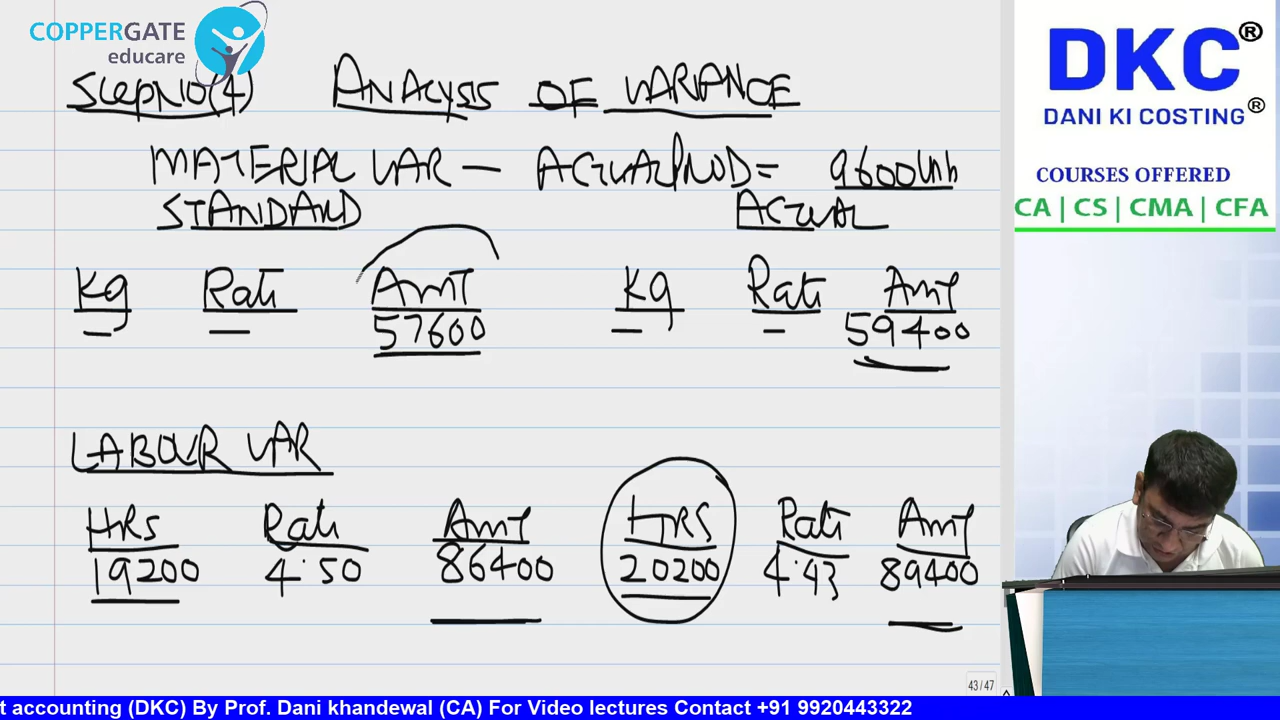 COPPERGATE
educare
StepNo(4) ANALYSIS OF VARIANCE
MATERIAL VAR — ACTUAL PROD = 9600 Unh
STANDARD ACTUAL
Kg Rate AMT Kg Rate AMT
— — 57600 — — 59400
LABOUR VAR
HRS Rate AMT HRS Rate AMT
19200 4.50 86400 20200 4.43 89400
43/47
DKC®
DANI KI COSTING®
COURSES OFFERED
CA | CS | CMA | CFA
t accounting (DKC) By Prof. Dani khandewal (CA) For Video lectures Contact +91 9920443322